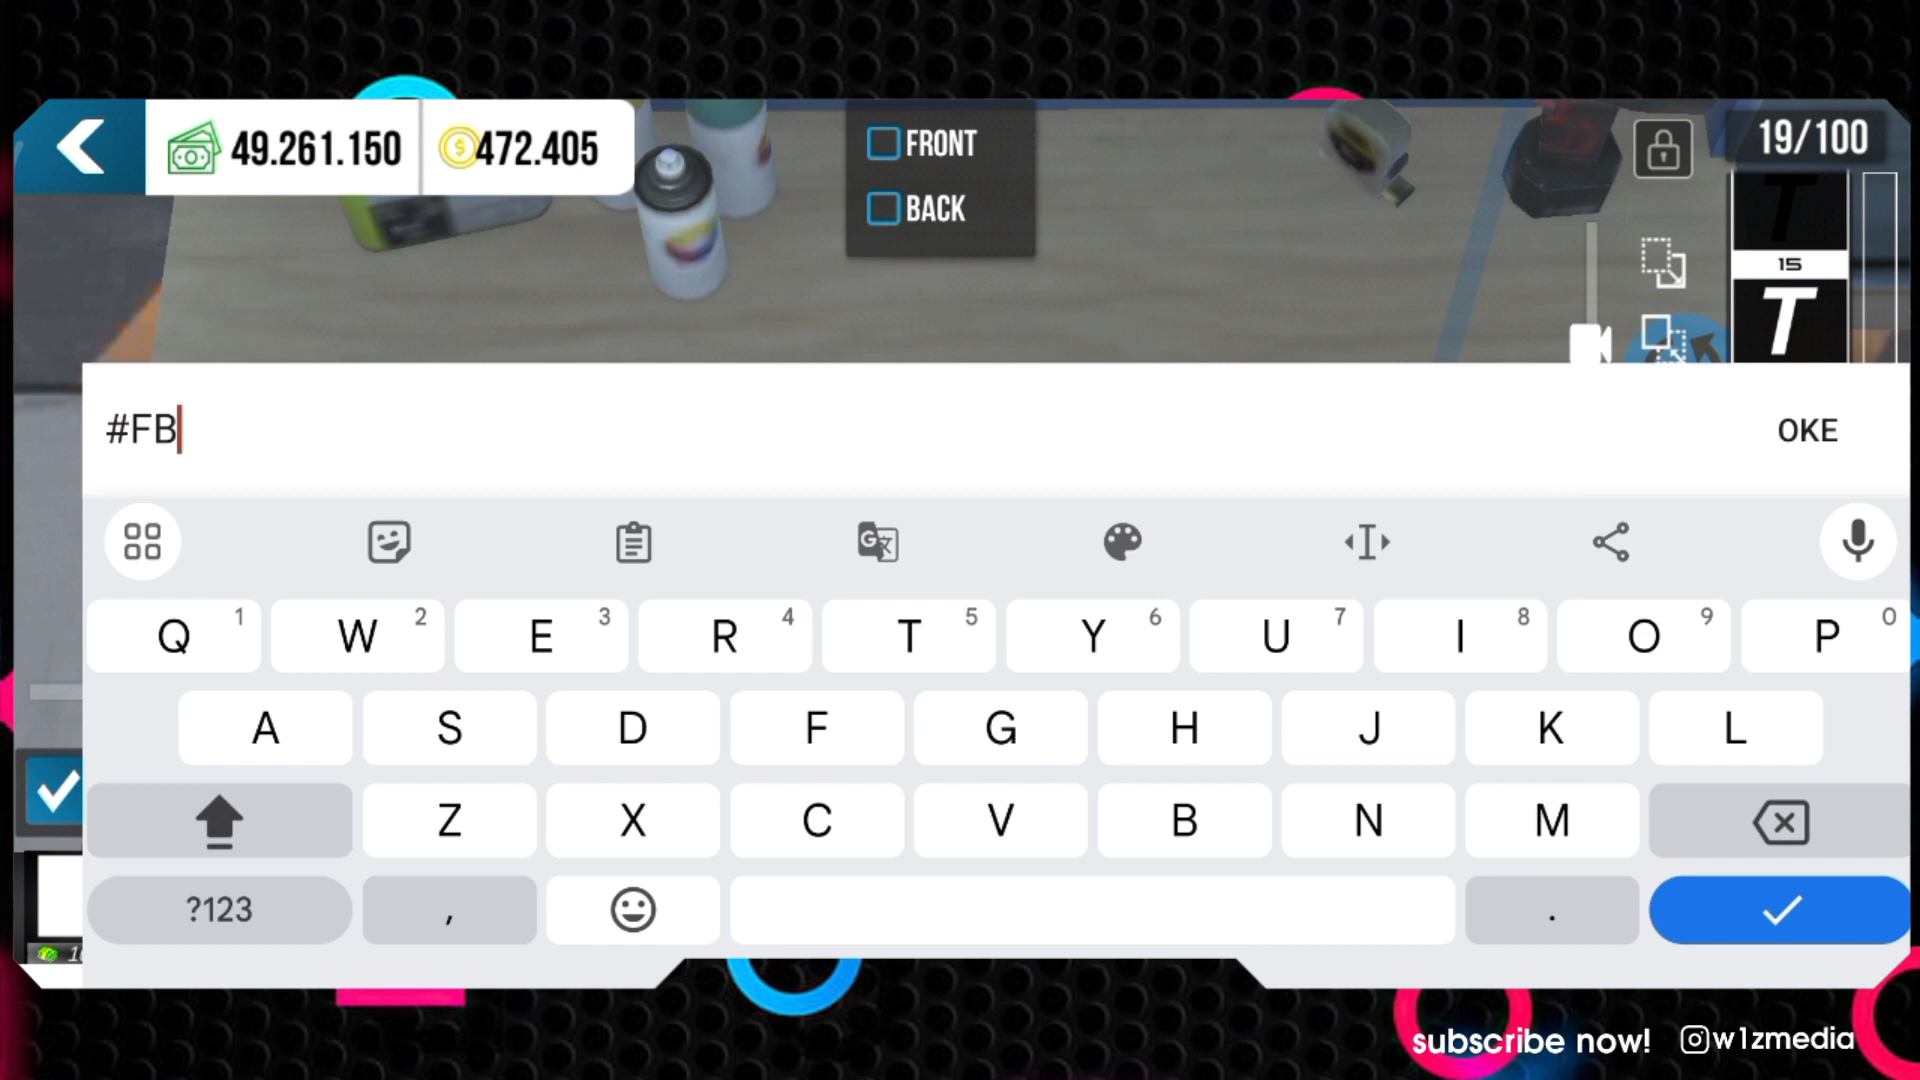 49.261.150
472.405
FRONT
BACK
19/100
T
15
T
#FB
OKE
Q 1 W 2 E 3 R 4 T 5 Y 6 U 7 I 8 O 9 P 0
A S D F G H J K L
Z X C V B N M
?123 , .
subscribe now! w1zmedia